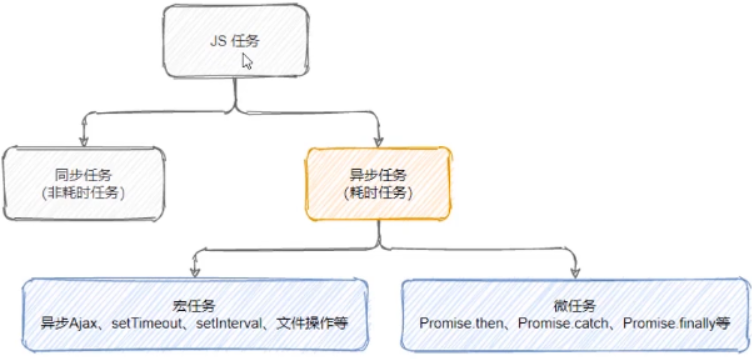 JS 任务
同步任务
(非耗时任务)
异步任务
(耗时任务)
宏任务
异步Ajax、setTimeout、setInterval、文件操作等
微任务
Promise.then、Promise.catch、Promise.finally等